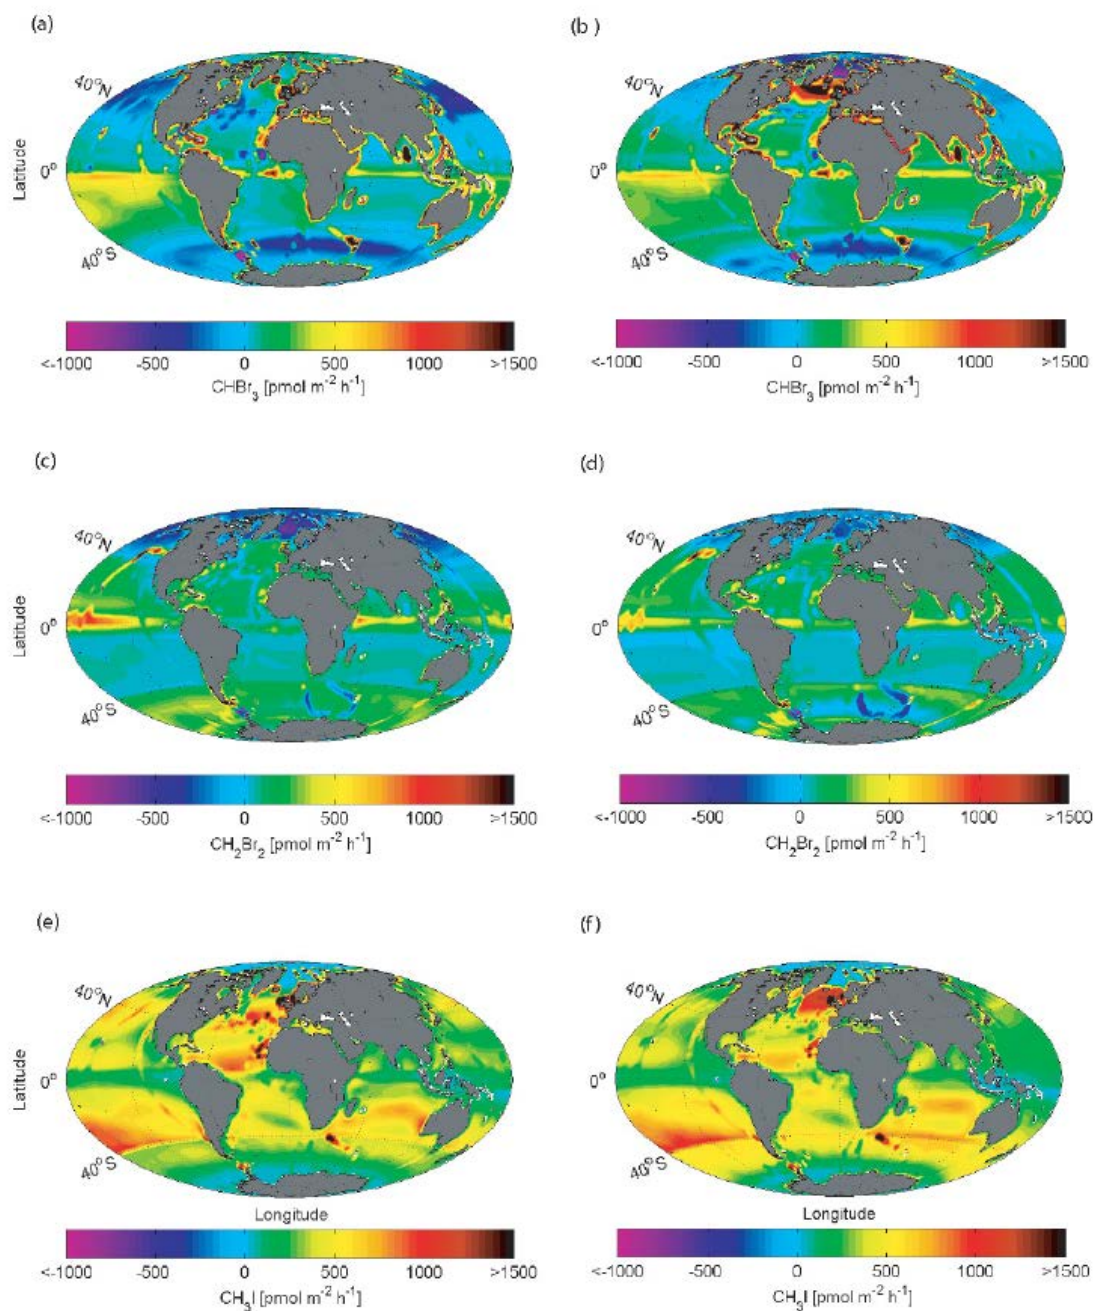 (a)
(b)
40°N
40°N
Latitude
0°
0°
40°S
40°S
<-1000 -500 0 500 1000 >1500
<-1000 -500 0 500 1000 >1500
CHBr₃ [pmol m⁻² h⁻¹]
CHBr₃ [pmol m⁻² h⁻¹]
(c)
(d)
40°N
40°N
Latitude
0°
0°
40°S
40°S
<-1000 -500 0 500 1000 >1500
<-1000 -500 0 500 1000 >1500
CH₂Br₂ [pmol m⁻² h⁻¹]
CH₂Br₂ [pmol m⁻² h⁻¹]
(e)
(f)
40°N
40°N
Latitude
0°
0°
40°S
40°S
Longitude
Longitude
<-1000 -500 0 500 1000 >1500
<-1000 -500 0 500 1000 >1500
CH₃I [pmol m⁻² h⁻¹]
CH₃I [pmol m⁻² h⁻¹]